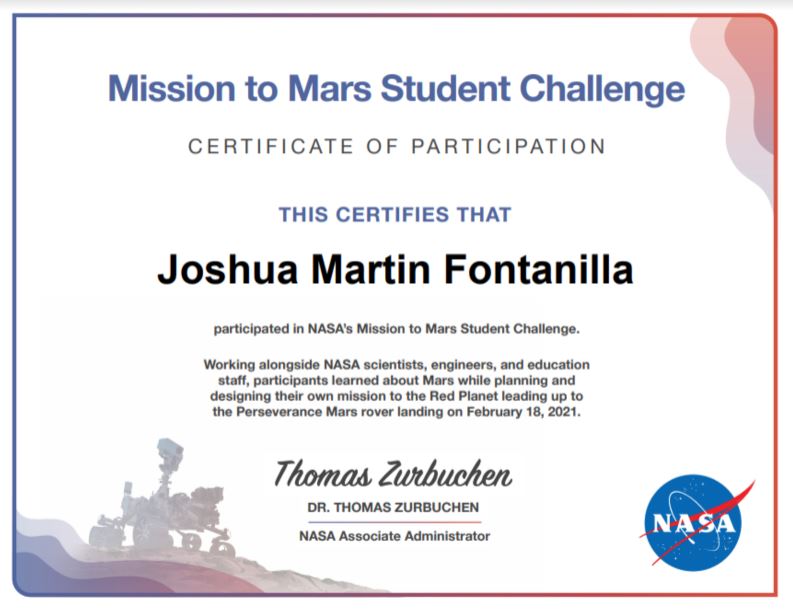 Mission to Mars Student Challenge
CERTIFICATE OF PARTICIPATION
THIS CERTIFIES THAT
Joshua Martin Fontanilla
participated in NASA's Mission to Mars Student Challenge.
Working alongside NASA scientists, engineers, and education
staff, participants learned about Mars while planning and
designing their own mission to the Red Planet leading up to
the Perseverance Mars rover landing on February 18, 2021.
Thomas Zurbuchen
DR. THOMAS ZURBUCHEN
NASA Associate Administrator
NASA